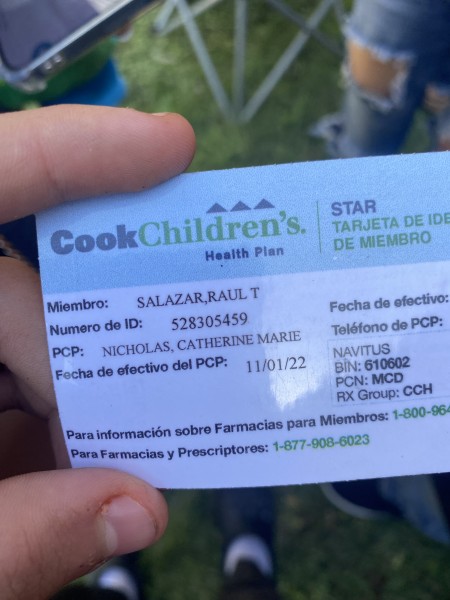 CookChildren's.
Health Plan
STAR
TARJETA DE IDE
DE MIEMBRO
Miembro: SALAZAR,RAUL T
Numero de ID: 528305459
PCP: NICHOLAS, CATHERINE MARIE
Fecha de efectivo del PCP: 11/01/22
Fecha de efectivo:
Teléfono de PCP:
NAVITUS
BIN: 610602
PCN: MCD
RX Group: CCH
Para información sobre Farmacias para Miembros: 1-800-964
Para Farmacias y Prescriptores: 1-877-908-6023